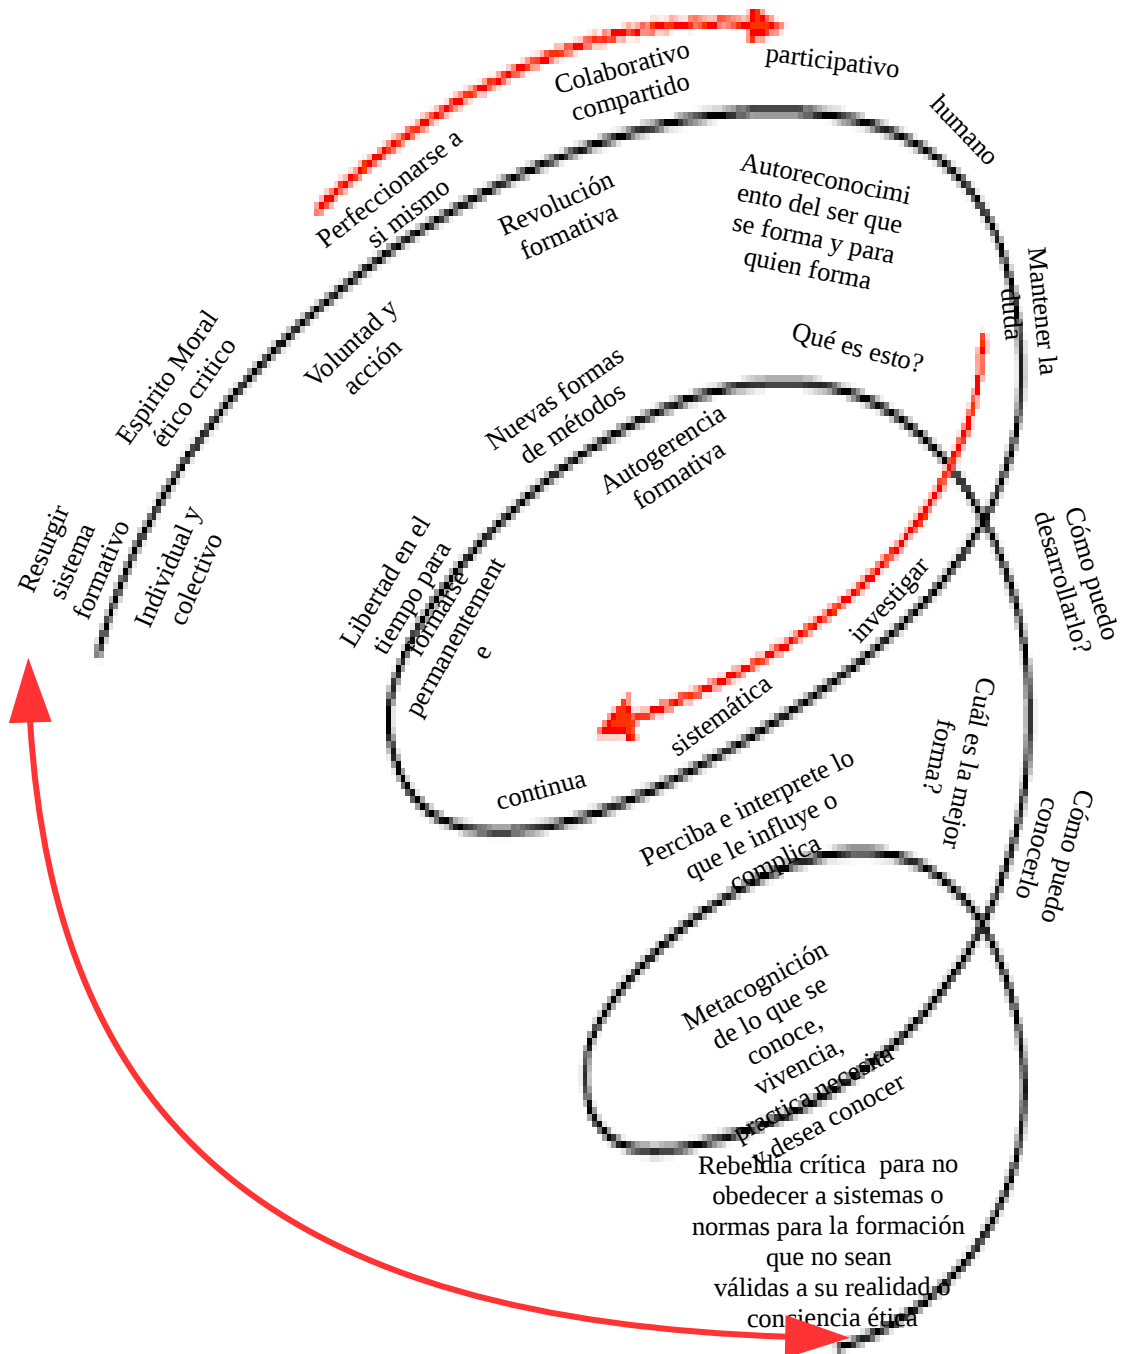 Colaborativo
compartido
participativo
humano
Perfeccionarse a
si mismo
Revolución
formativa
Autoreconocimi
ento del ser que
se forma y para
quien forma
Mantener la
duda
Qué es esto?
Espirito Moral
ético critico
Voluntad y
acción
Nuevas formas
de métodos
Autogerencia
formativa
Resurgir
sistema
formativo
Individual y
colectivo
Libertad en el
tiempo para
formarse
permanentement
e
Cómo puedo
desarrollarlo?
investigar
sistemática
continua
Cuál es la mejor
forma?
Perciba e interprete lo
que le influye o
complica
Cómo puedo
conocerlo
Metacognición
de lo que se
conoce,
vivencia,
practica necesita
y desea conocer
Rebeldía crítica  para no
obedecer a sistemas o
normas para la formación
que no sean
válidas a su realidad o
consciencia ética